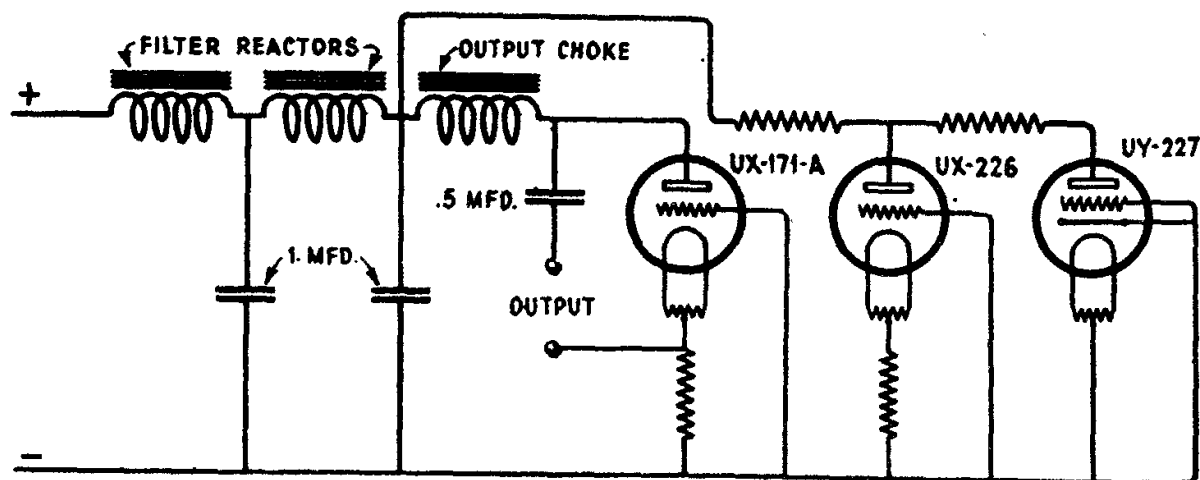 FILTER REACTORS
OUTPUT CHOKE
+
UX-171-A
UX-226
UY-227
.5 MFD.
1. MFD.
OUTPUT
−